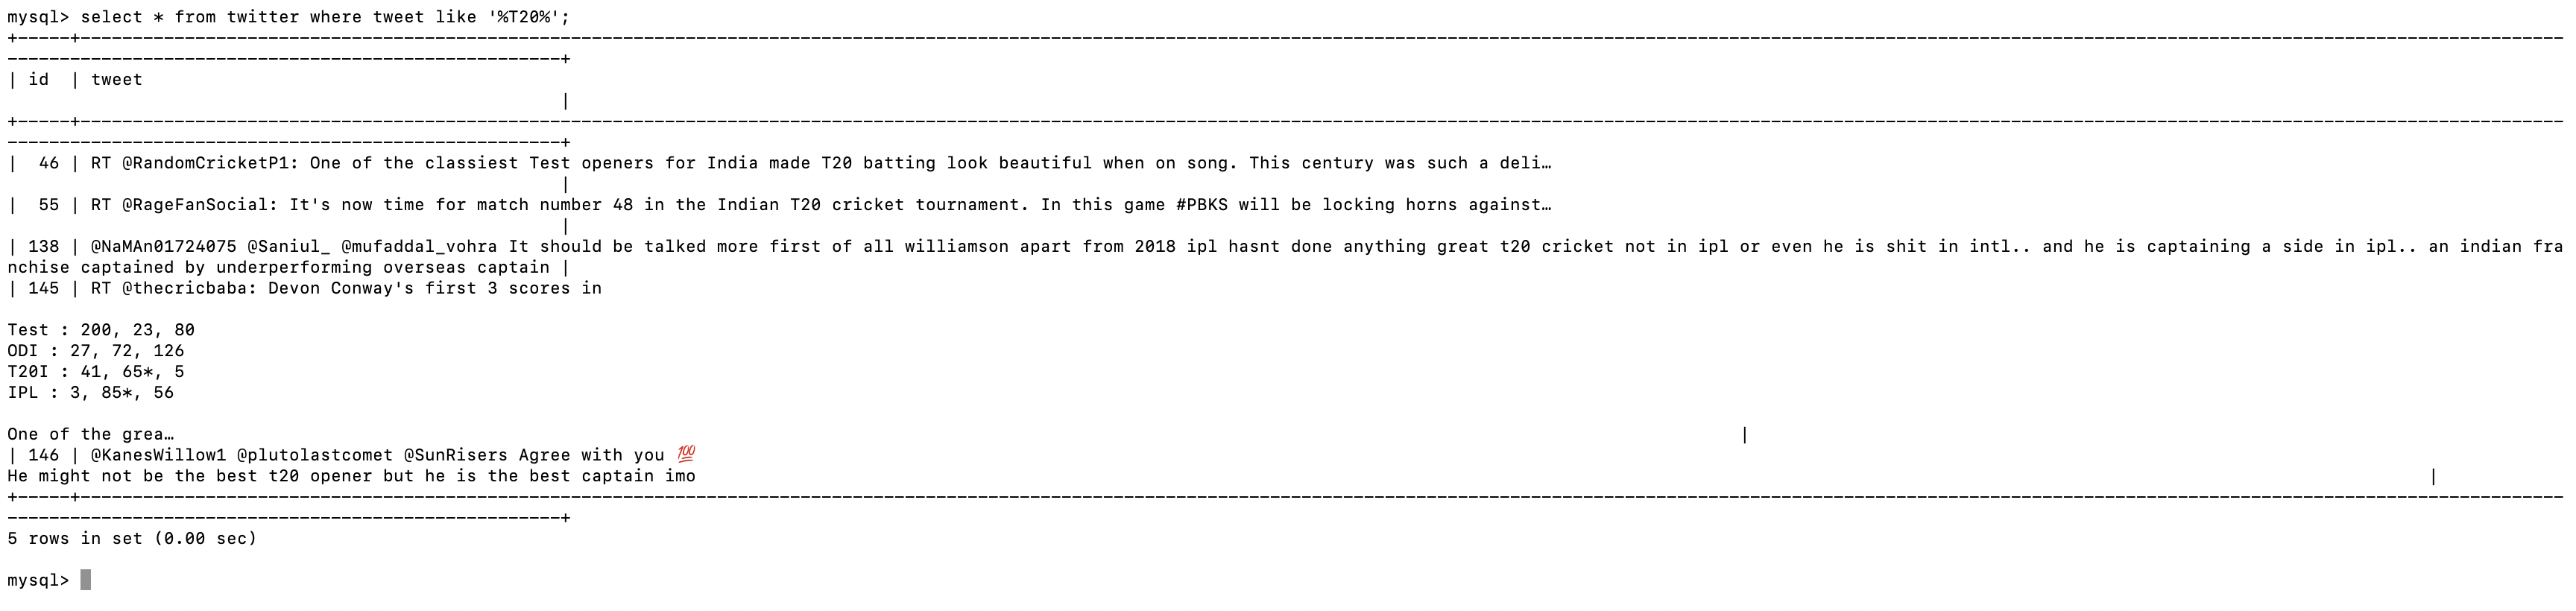 mysql> select * from twitter where tweet like '%T20%';
+-----+----------------------------------------------------------------------------------------------------------------------------------------------------------------------------------------------------------------------------------------------
------------------------------------------------------+
| id  | tweet
                                                      |
+-----+----------------------------------------------------------------------------------------------------------------------------------------------------------------------------------------------------------------------------------------------
------------------------------------------------------+
|  46 | RT @RandomCricketP1: One of the classiest Test openers for India made T20 batting look beautiful when on song. This century was such a deli…
                                                      |
|  55 | RT @RageFanSocial: It's now time for match number 48 in the Indian T20 cricket tournament. In this game #PBKS will be locking horns against…
                                                      |
| 138 | @NaMAn01724075 @Saniul_ @mufaddal_vohra It should be talked more first of all williamson apart from 2018 ipl hasnt done anything great t20 cricket not in ipl or even he is shit in intl.. and he is captaining a side in ipl.. an indian fra
nchise captained by underperforming overseas captain |
| 145 | RT @thecricbaba: Devon Conway's first 3 scores in

Test : 200, 23, 80
ODI : 27, 72, 126
T20I : 41, 65*, 5
IPL : 3, 85*, 56

One of the grea…                                                      |
| 146 | @KanesWillow1 @plutolastcomet @SunRisers Agree with you 💯
He might not be the best t20 opener but he is the best captain imo                                                      |
+-----+----------------------------------------------------------------------------------------------------------------------------------------------------------------------------------------------------------------------------------------------
------------------------------------------------------+
5 rows in set (0.00 sec)

mysql>